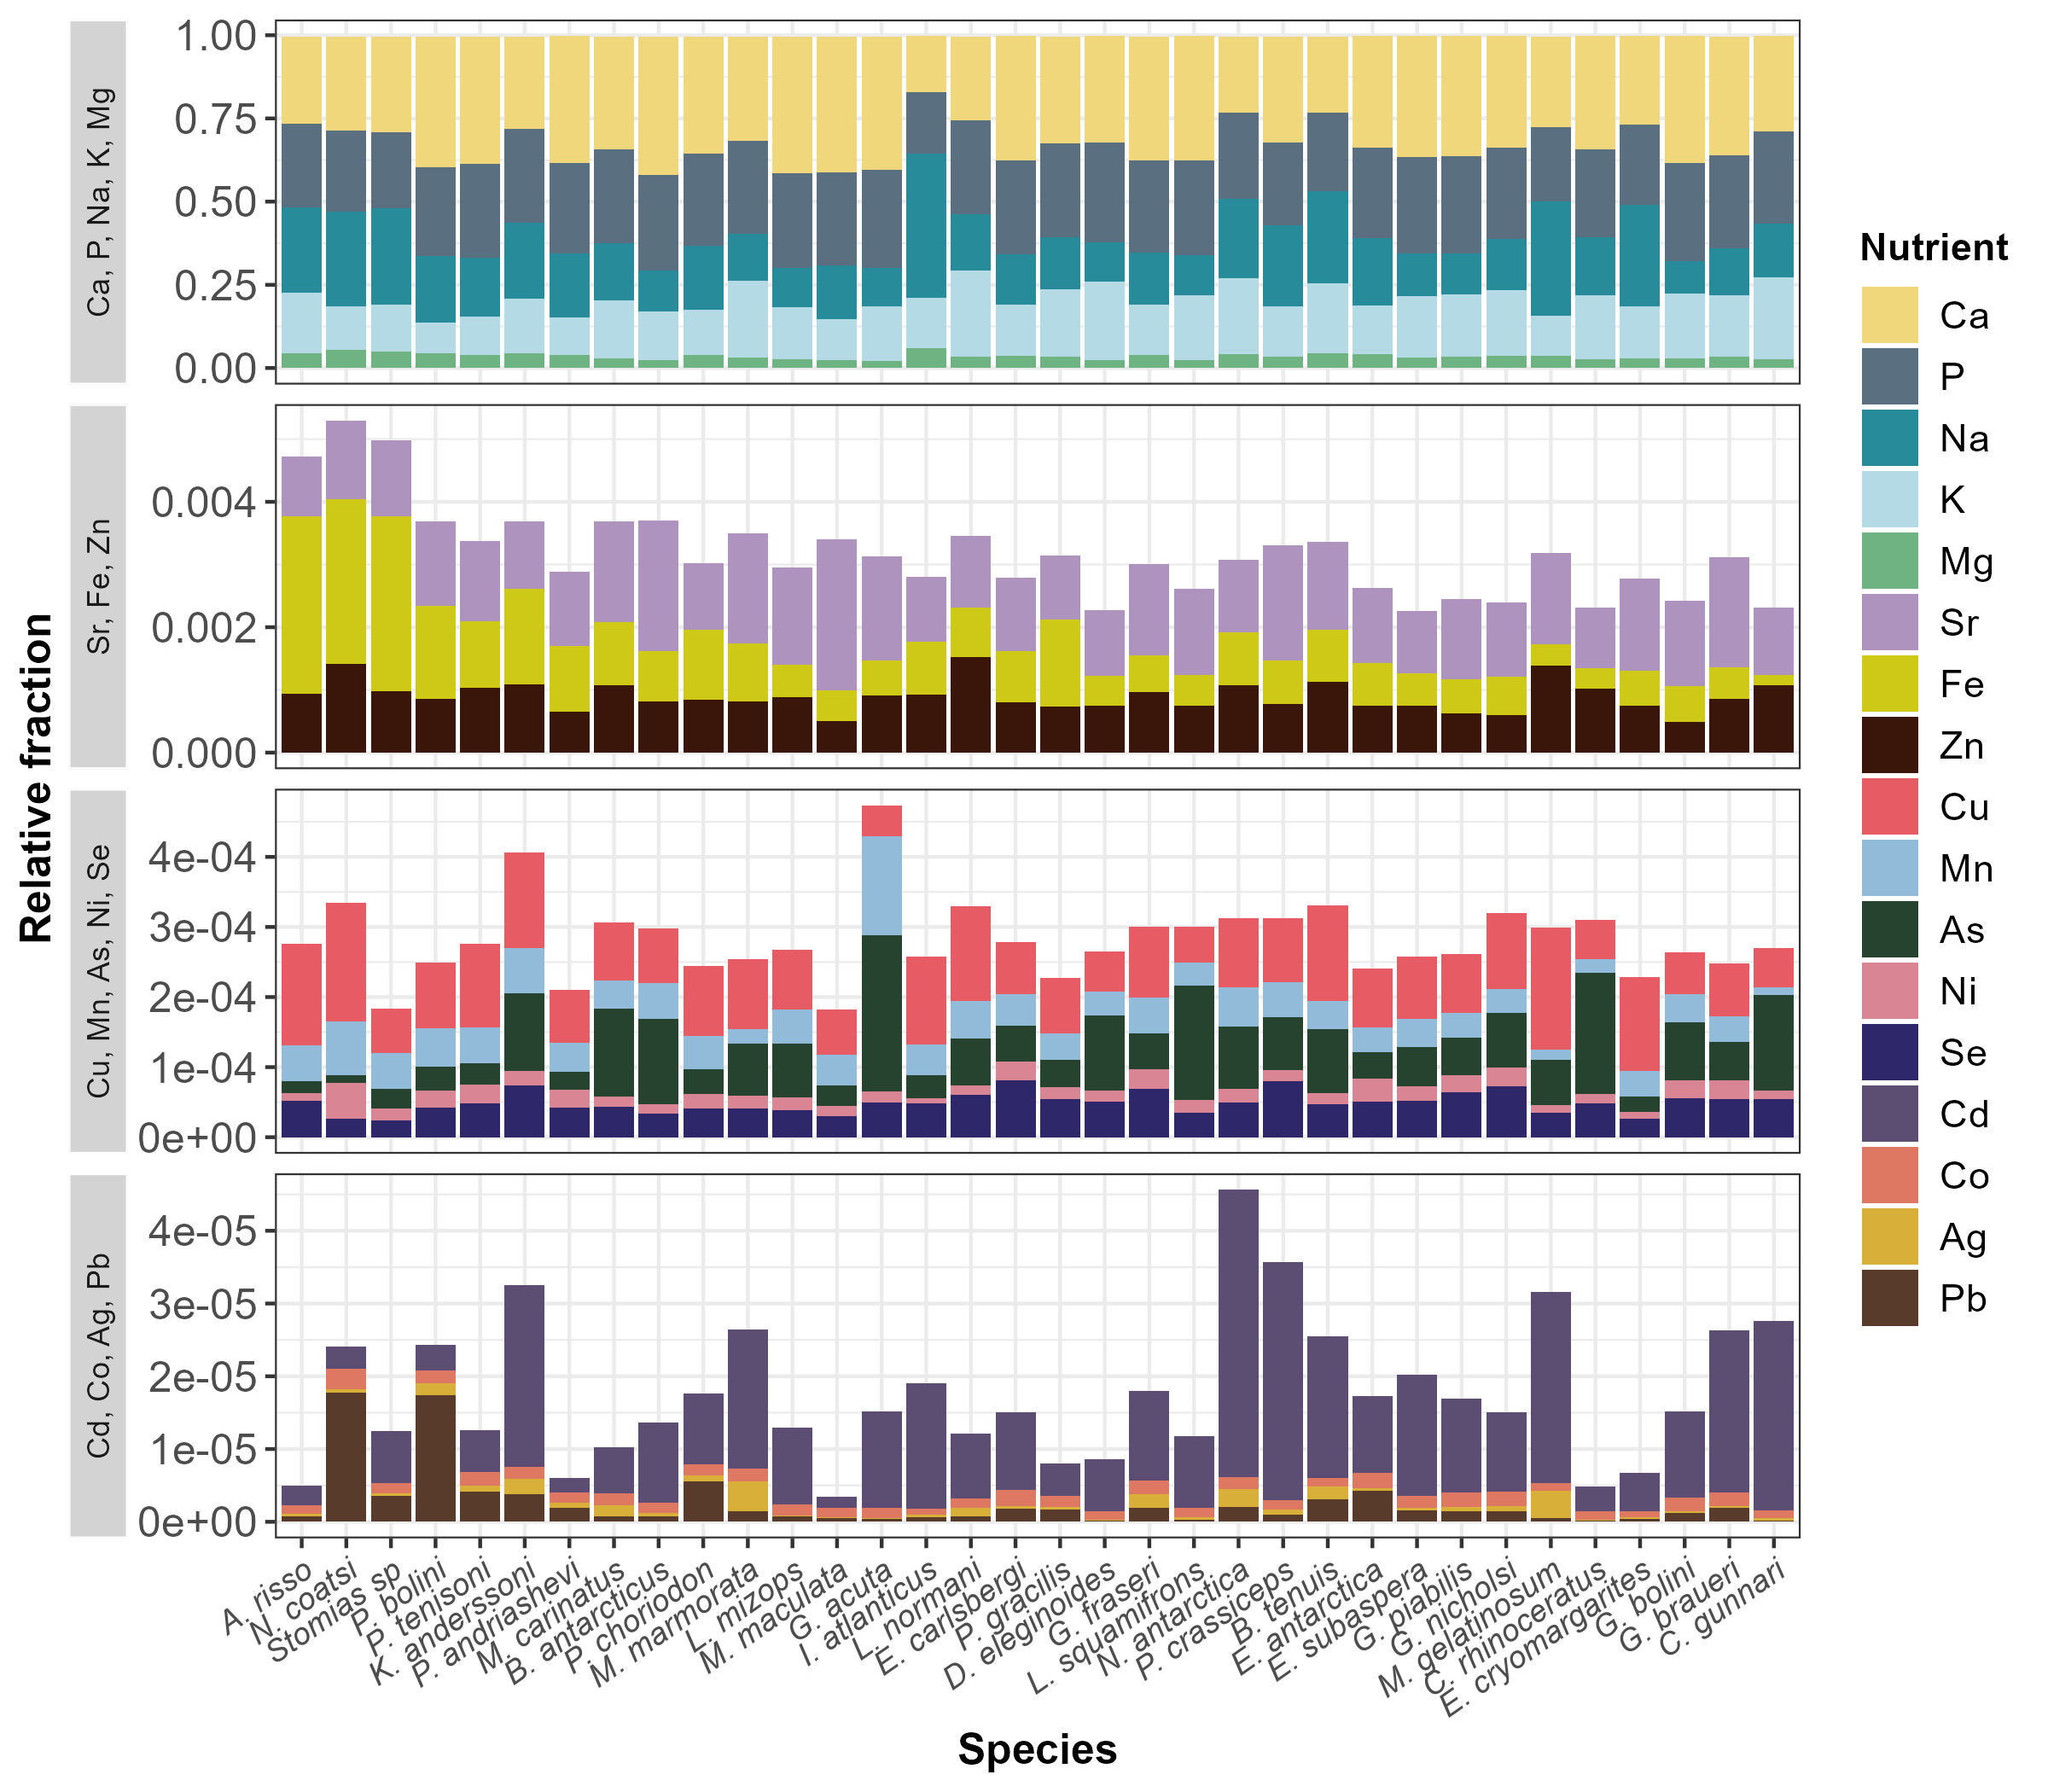 Relative fraction
Ca, P, Na, K, Mg
1.00
0.75
0.50
0.25
0.00
Sr, Fe, Zn
0.004
0.002
0.000
Cu, Mn, As, Ni, Se
4e-04
3e-04
2e-04
1e-04
0e+00
Cd, Co, Ag, Pb
4e-05
3e-05
2e-05
1e-05
0e+00
A. risso
N. coatsi
Stomias sp
P. bolini
P. tenisoni
K. anderssoni
P. andriashevi
M. carinatus
B. antarcticus
P. choriodon
M. marmorata
L. mizops
M. maculata
G. acuta
I. atlanticus
L. normani
E. carlsbergi
P. gracilis
D. eleginoides
G. fraseri
L. squamifrons
N. antarctica
P. crassiceps
B. tenuis
E. antarctica
E. subaspera
G. piabilis
G. nicholsi
M. gelatinosum
C. rhinoceratus
E. cryomargarites
G. bolini
G. braueri
C. gunnari
Species
Nutrient
Ca
P
Na
K
Mg
Sr
Fe
Zn
Cu
Mn
As
Ni
Se
Cd
Co
Ag
Pb